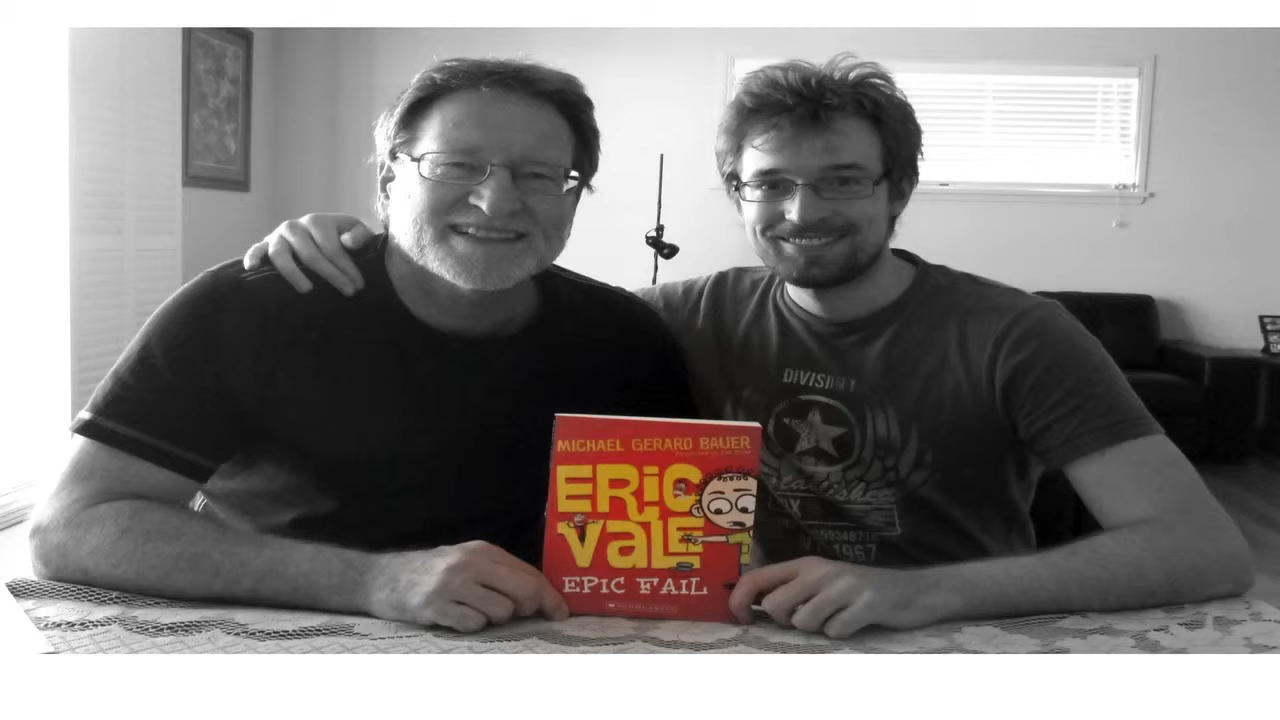 MICHAEL GERARD BAUER
ERiC
VaLE
EPIC FAIL
SCHOLASTIC
DIVISION
1967